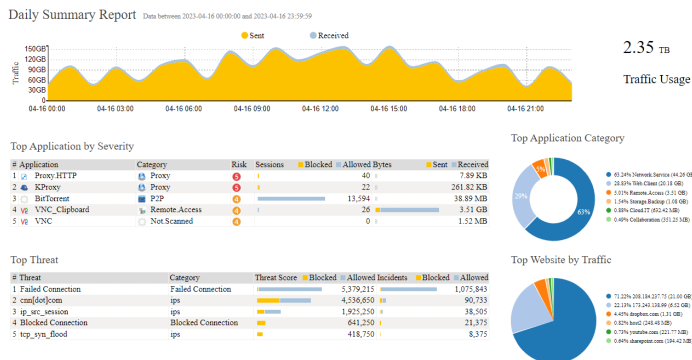 Daily Summary Report Data between 2023-04-16 00:00:00 and 2023-04-16 23:59:59
Sent Received
150GB
120GB
90GB
60GB
30GB
0
Traffic
04-16 00:00 04-16 03:00 04-16 06:00 04-16 09:00 04-16 12:00 04-16 15:00 04-16 18:00 04-16 21:00
2.35 TB
Traffic Usage
Top Application by Severity
# Application Category Risk Sessions Blocked Allowed Bytes Sent Received
1 Proxy.HTTP Proxy 5 40 7.89 KB
2 KProxy Proxy 5 22 261.82 KB
3 BitTorrent P2P 4 13,594 38.89 MB
4 VNC_Clipboard Remote.Access 4 26 3.51 GB
5 VNC Not.Scanned 4 0 1.52 MB
Top Application Category
5%
29%
63%
63.24% Network.Service (44.26 GB)
28.83% Web.Client (20.18 GB)
5.01% Remote.Access (3.51 GB)
1.54% Storage.Backup (1.08 GB)
0.88% Cloud.IT (632.42 MB)
0.49% Collaboration (351.25 MB)
Top Threat
# Threat Category Threat Score Blocked Allowed Incidents Blocked Allowed
1 Failed Connection Failed Connection 5,379,215 1,075,843
2 cnn[dot]com ips 4,536,650 90,733
3 ip_src_session ips 1,925,250 38,505
4 Blocked Connection Blocked Connection 641,250 21,375
5 tcp_syn_flood ips 418,750 8,375
Top Website by Traffic
71.22% 208.184.237.75 (21.00 GB)
22.13% 173.243.138.99 (6.52 GB)
4.45% dropbox.com (1.31 GB)
0.82% host2 (248.48 MB)
0.73% youtube.com (221.77 MB)
0.64% sharepoint.com (194.42 MB)